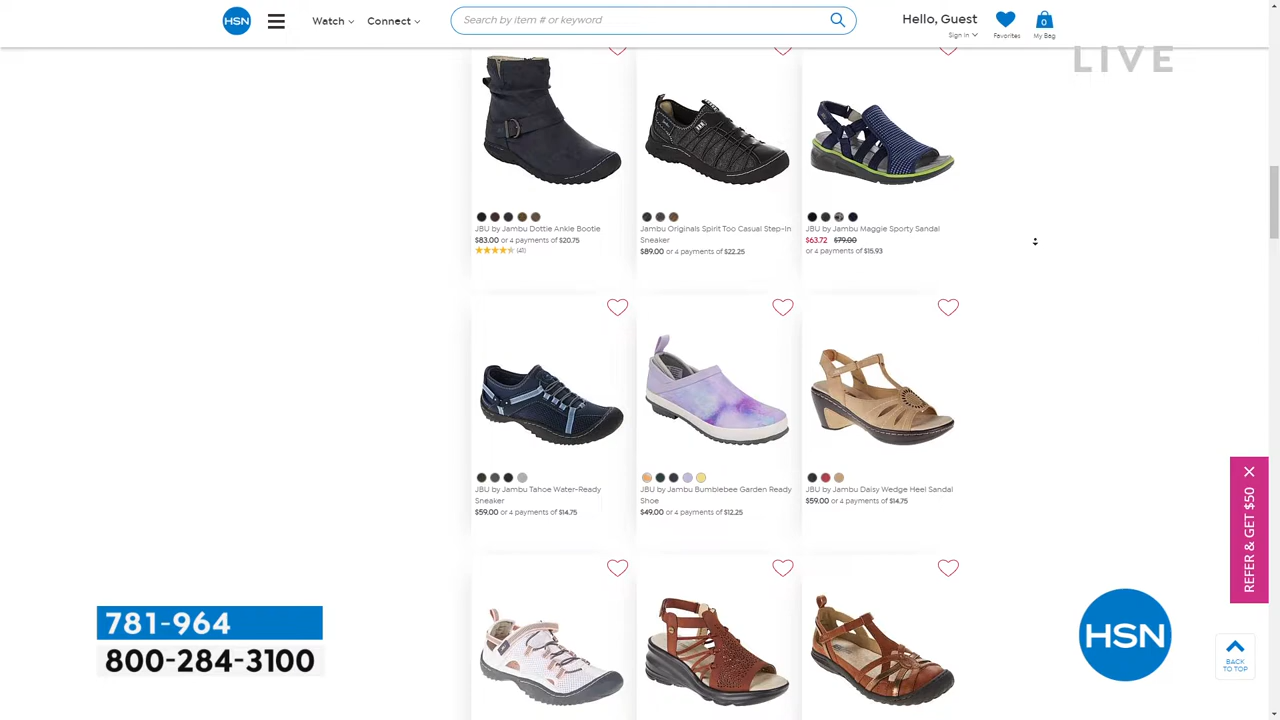 HSN
Watch
Connect
Search by item # or keyword
Hello, Guest
Sign In
Favorites
0
My Bag
LIVE
JBU by Jambu Dottie Ankle Bootie
$83.00 or 4 payments of $20.75
(41)
Jambu Originals Spirit Too Casual Step-In
Sneaker
$89.00 or 4 payments of $22.25
JBU by Jambu Maggie Sporty Sandal
$63.72 $79.00
or 4 payments of $15.93
JBU by Jambu Tahoe Water-Ready
Sneaker
$59.00 or 4 payments of $14.75
JBU by Jambu Bumblebee Garden Ready
Shoe
$49.00 or 4 payments of $12.25
JBU by Jambu Daisy Wedge Heel Sandal
$59.00 or 4 payments of $14.75
REFER & GET $50
781-964
800-284-3100
HSN
BACK
TO TOP